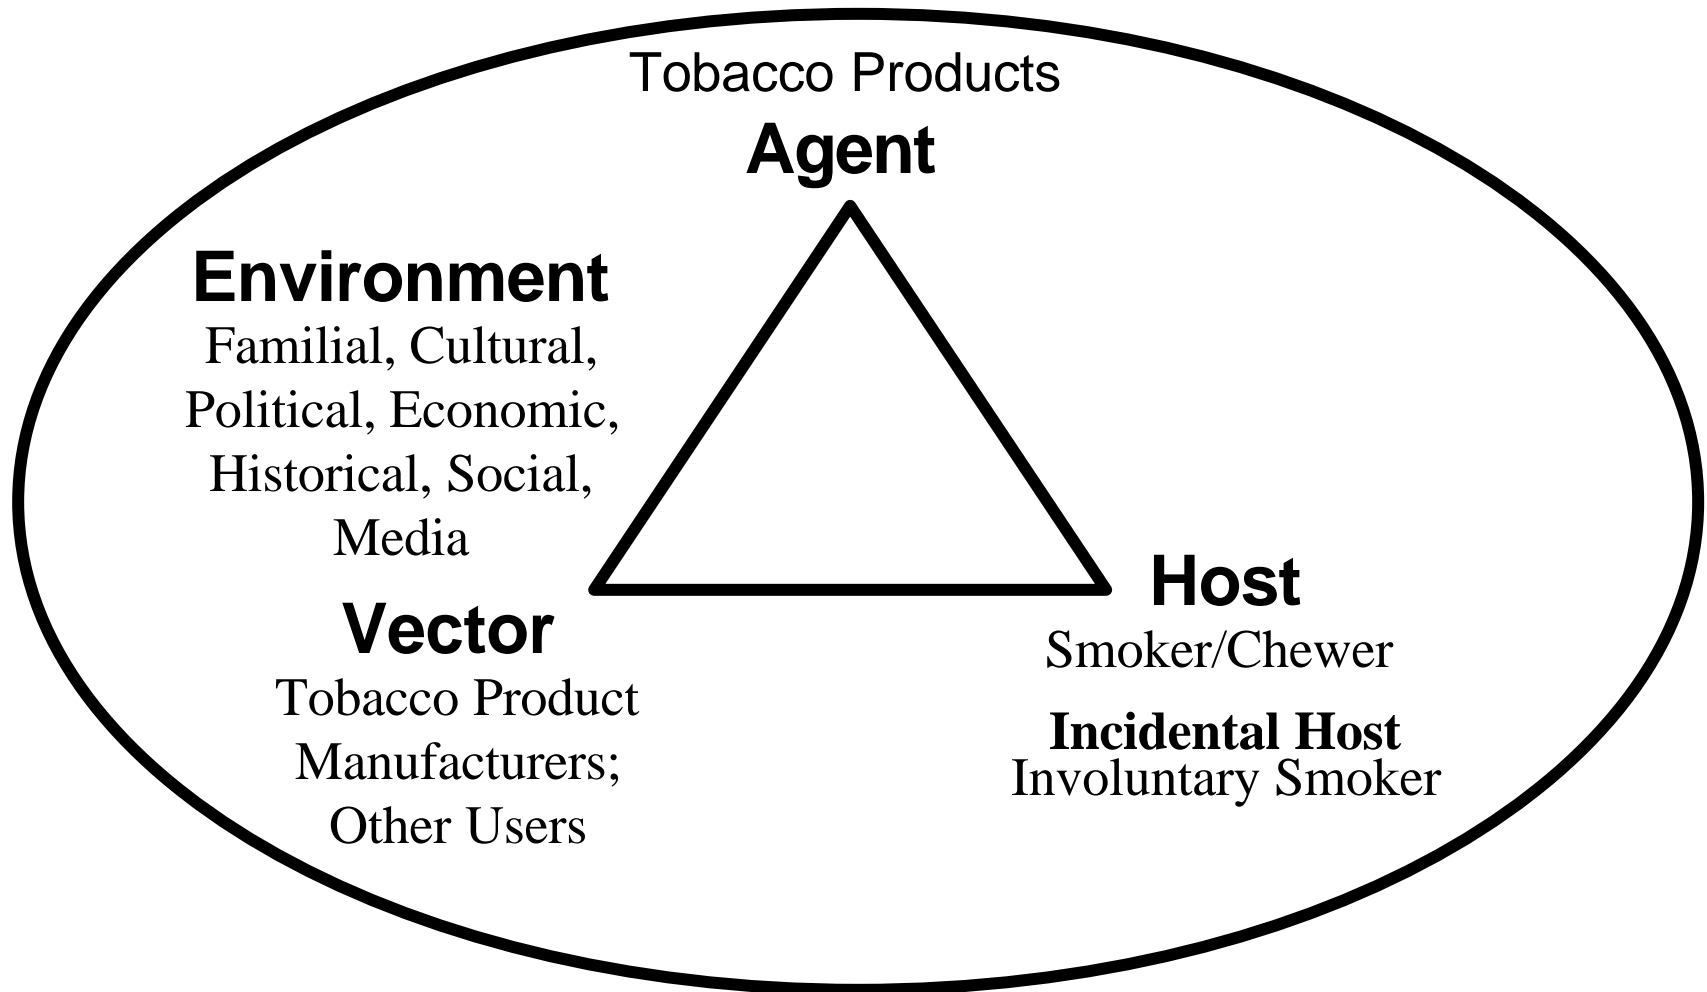 Tobacco Products
Agent
Environment
Familial, Cultural,
Political, Economic,
Historical, Social,
Media
Vector
Tobacco Product
Manufacturers;
Other Users
Host
Smoker/Chewer
Incidental Host
Involuntary Smoker